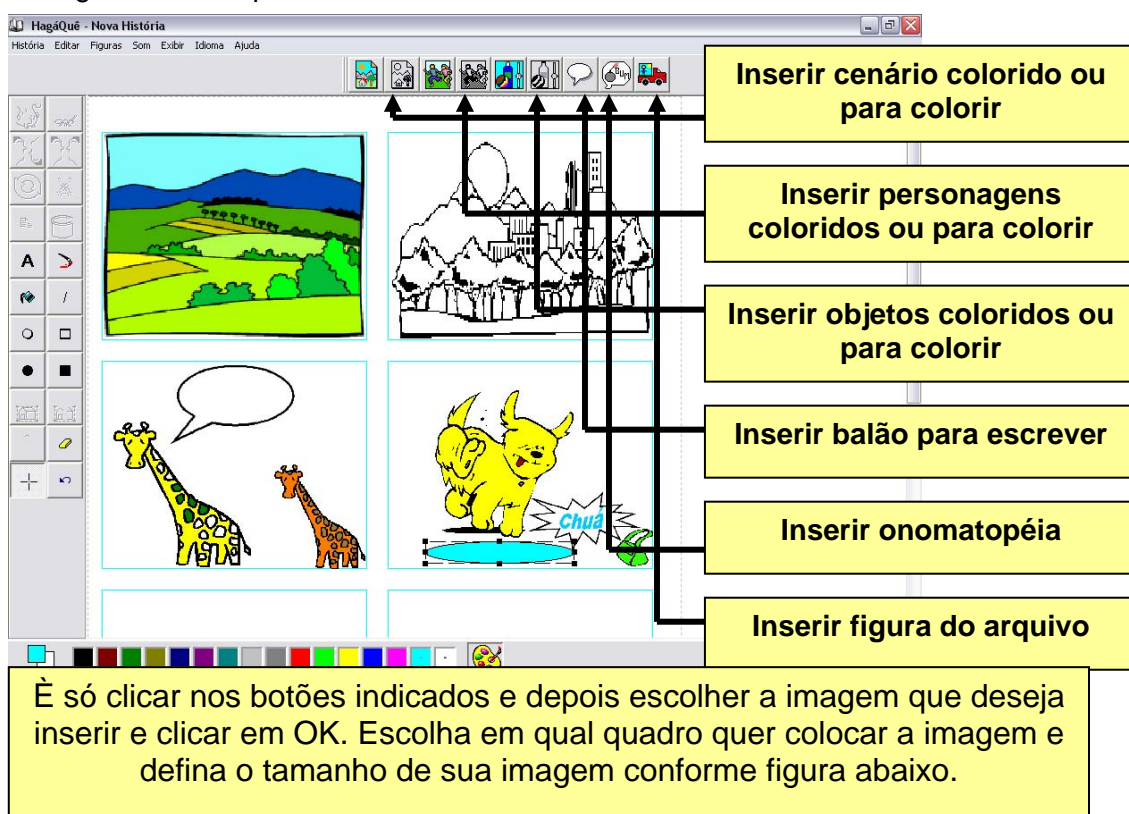 HagáQuê - Nova História
História Editar Figuras Som Exibir Idioma Ajuda
Inserir cenário colorido ou
para colorir
Inserir personagens
coloridos ou para colorir
Inserir objetos coloridos ou
para colorir
Inserir balão para escrever
Inserir onomatopéia
Inserir figura do arquivo
A
Chuá
È só clicar nos botões indicados e depois escolher a imagem que deseja
inserir e clicar em OK. Escolha em qual quadro quer colocar a imagem e
defina o tamanho de sua imagem conforme figura abaixo.